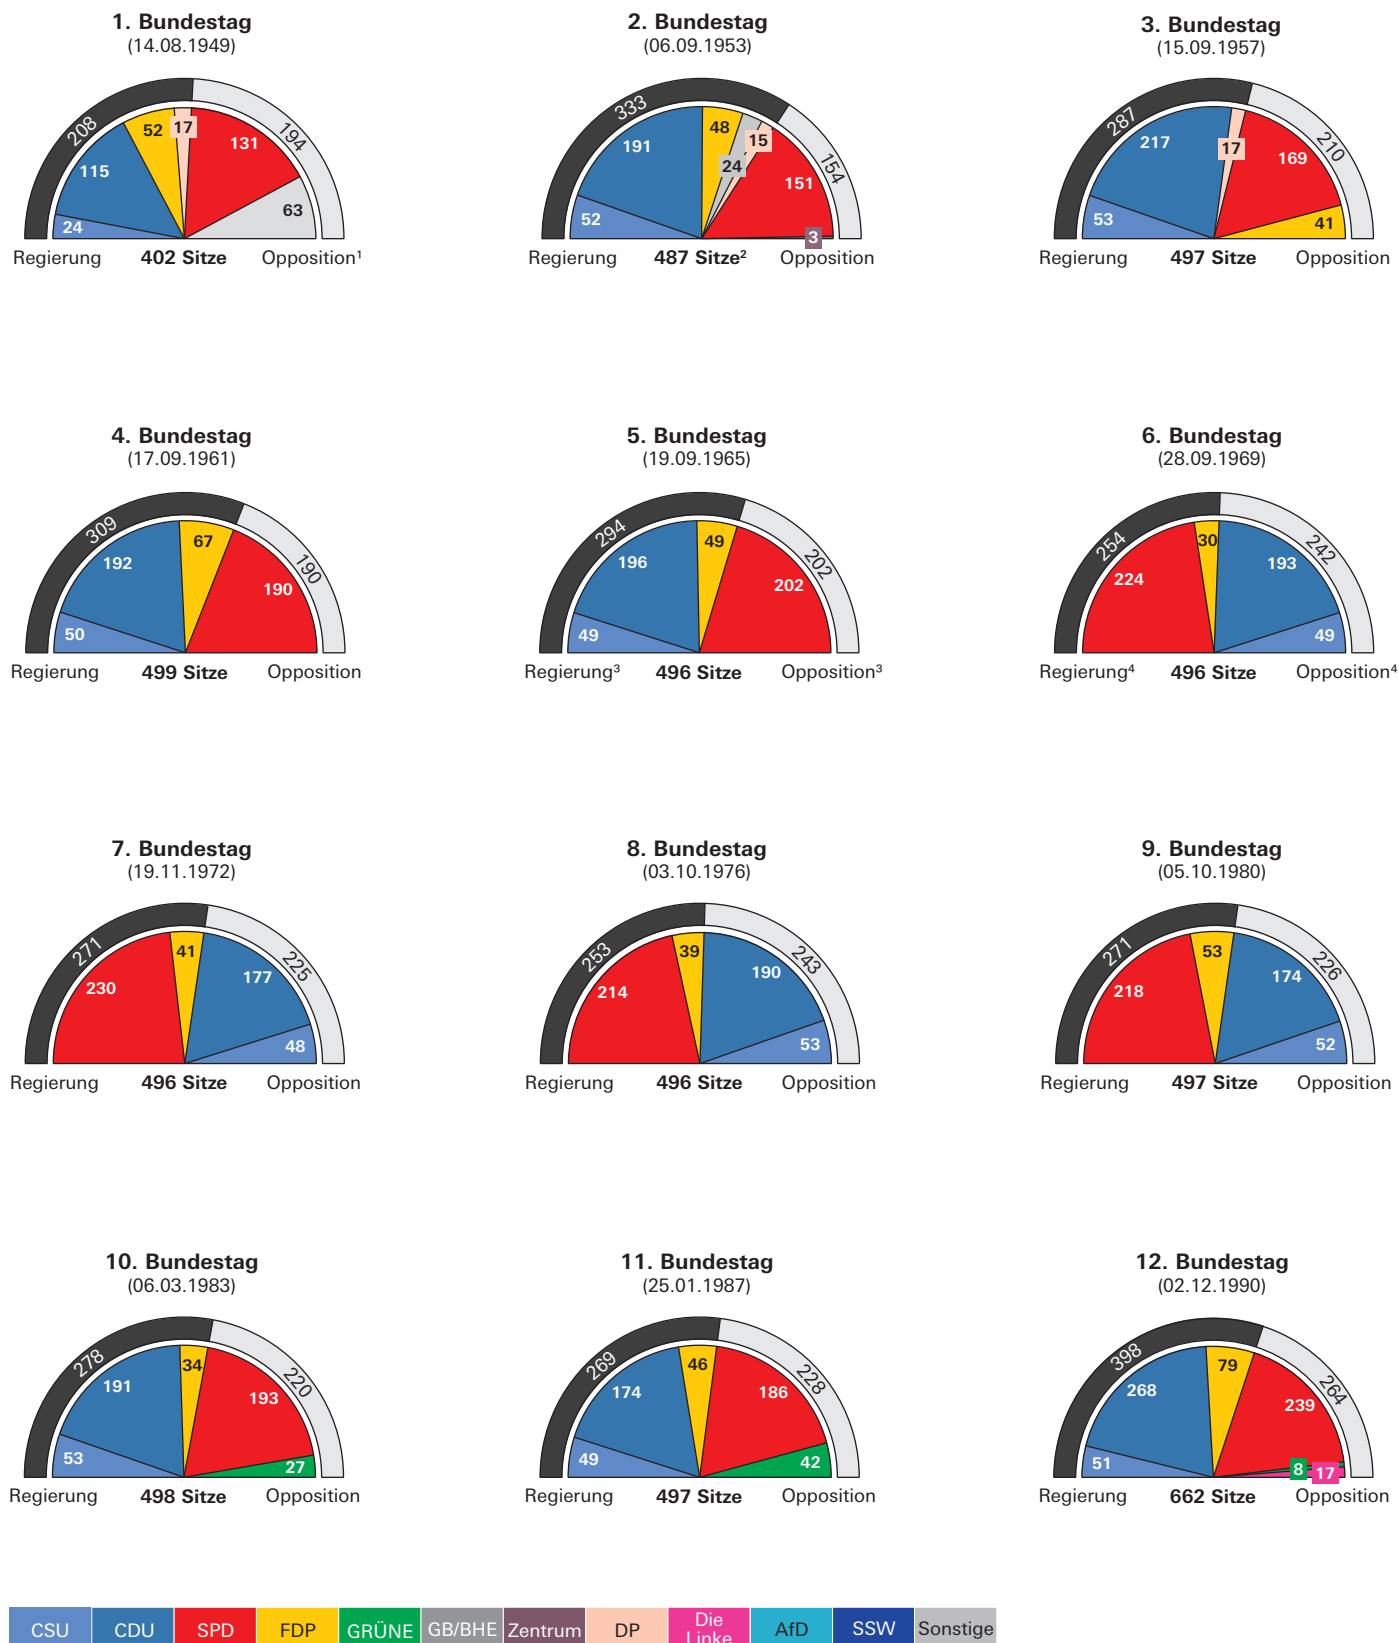 1. Bundestag
(14.08.1949)
208
194
24
115
52
17
131
63
Regierung 402 Sitze Opposition¹
2. Bundestag
(06.09.1953)
333
154
52
191
48
24
15
151
3
Regierung 487 Sitze² Opposition
3. Bundestag
(15.09.1957)
287
210
53
217
17
169
41
Regierung 497 Sitze Opposition
4. Bundestag
(17.09.1961)
309
190
50
192
67
190
Regierung 499 Sitze Opposition
5. Bundestag
(19.09.1965)
294
202
49
196
49
202
Regierung³ 496 Sitze Opposition³
6. Bundestag
(28.09.1969)
254
242
224
30
193
49
Regierung⁴ 496 Sitze Opposition⁴
7. Bundestag
(19.11.1972)
271
225
230
41
177
48
Regierung 496 Sitze Opposition
8. Bundestag
(03.10.1976)
253
243
214
39
190
53
Regierung 496 Sitze Opposition
9. Bundestag
(05.10.1980)
271
226
218
53
174
52
Regierung 497 Sitze Opposition
10. Bundestag
(06.03.1983)
278
220
53
191
34
193
27
Regierung 498 Sitze Opposition
11. Bundestag
(25.01.1987)
269
228
49
174
46
186
42
Regierung 497 Sitze Opposition
12. Bundestag
(02.12.1990)
398
264
51
268
79
239
8
17
Regierung 662 Sitze Opposition
CSU
CDU
SPD
FDP
GRÜNE
GB/BHE
Zentrum
DP
Die
Linke
AfD
SSW
Sonstige